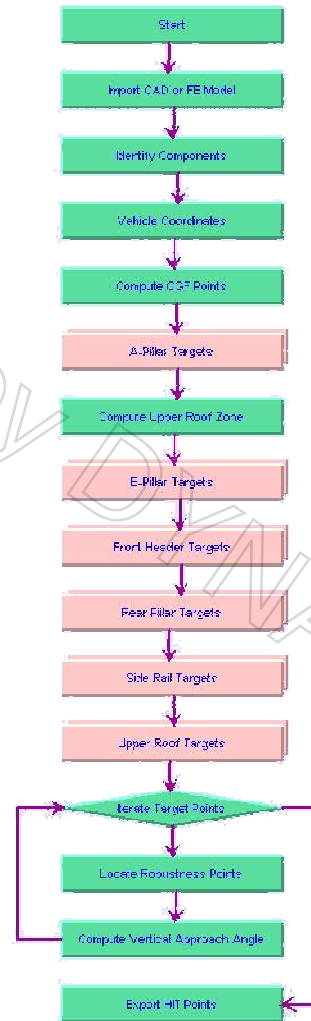 Start
Import CAD or FE Model
Identity Components
Vehicle Coordinates
Compute CGF Points
A-Pillar Targets
Compute Upper Roof Zone
B-Pillar Targets
Front Header Targets
Rear Pillar Targets
Side Rail Targets
Upper Roof Targets
Iterate Target Points
Locate Robustness Points
Compute Vertical Approach Angle
Export HIT Points
DYNA